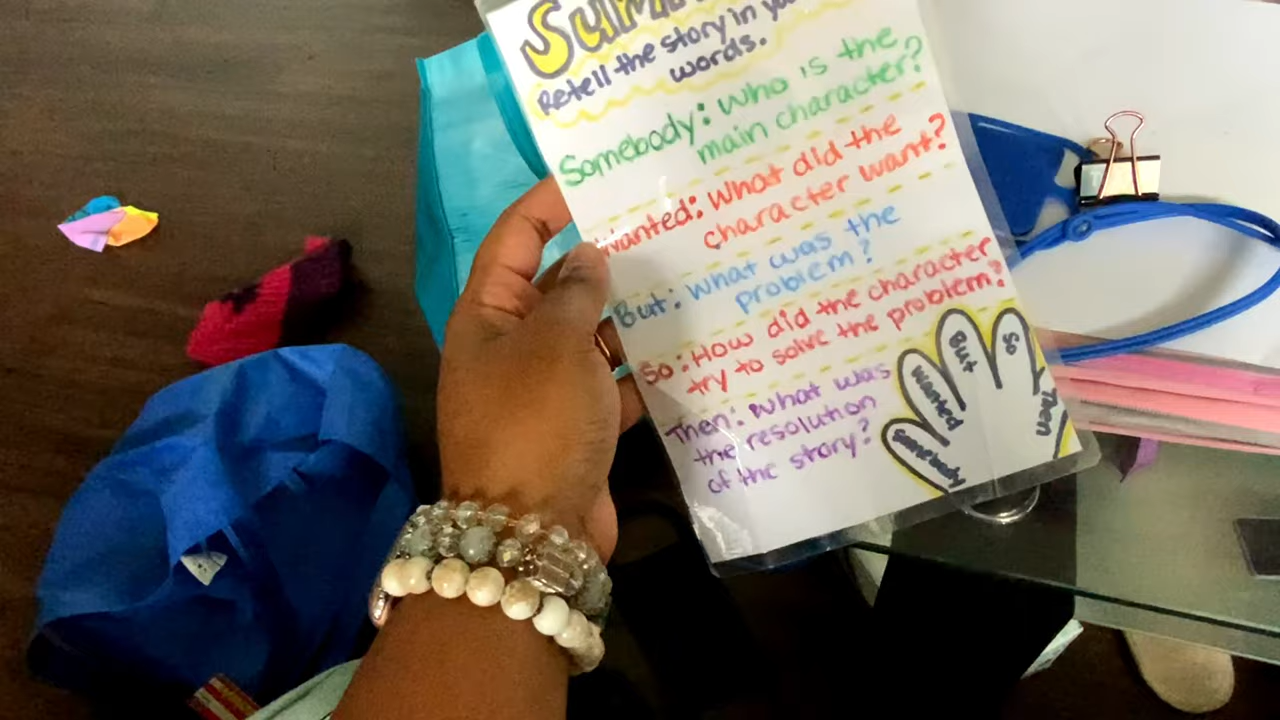 Retell the story in
words.
Somebody: Who is the
main character?
Wanted: What did the
character want?
But: What was the
problem?
So: How did the character
try to solve the problem?
Then: What was
the resolution
of the story?
Somebody
Wanted
But
So
Then